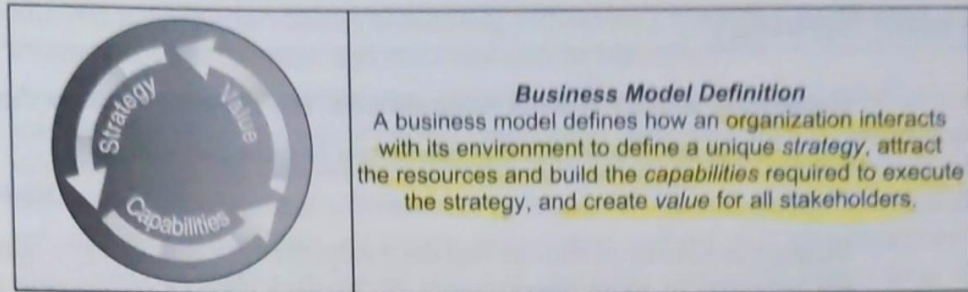 Strategy
Value
Capabilities
Business Model Definition
A business model defines how an organization interacts
with its environment to define a unique strategy, attract
the resources and build the capabilities required to execute
the strategy, and create value for all stakeholders.